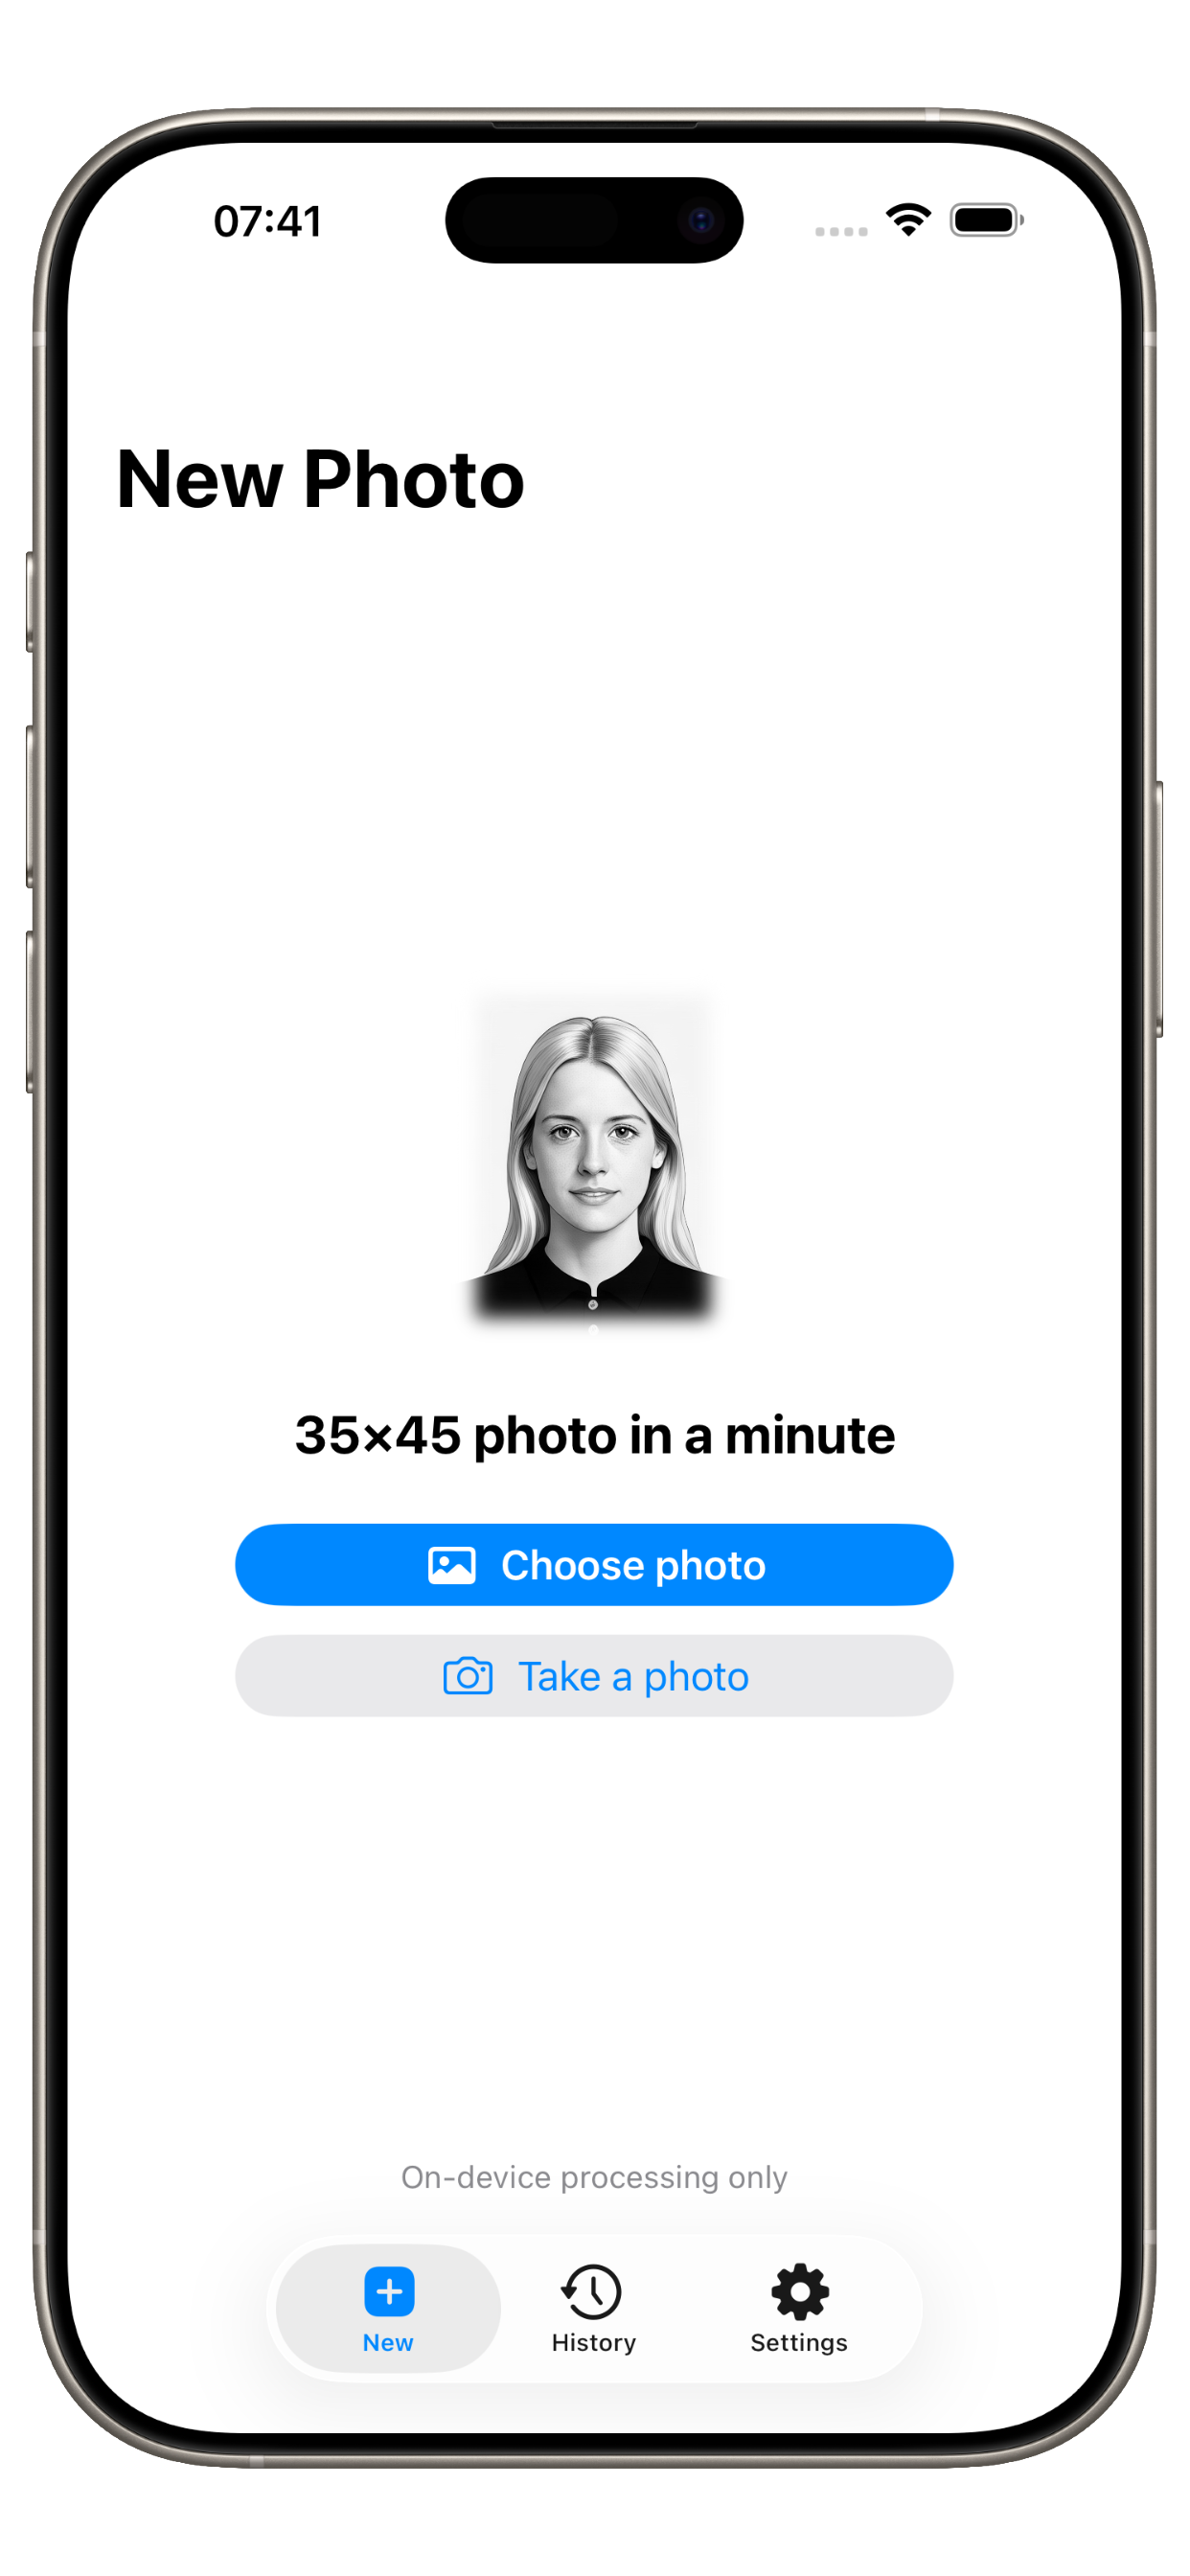 07:41
New Photo
35×45 photo in a minute
Choose photo
Take a photo
On-device processing only
New
History
Settings